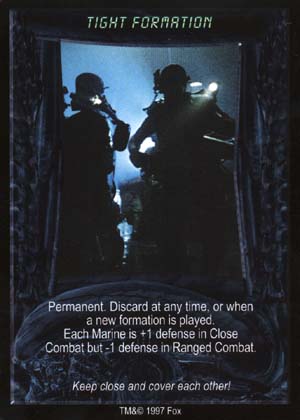 TIGHT FORMATION
Permanent. Discard at any time, or when
a new formation is played.
Each Marine is +1 defense in Close
Combat but -1 defense in Ranged Combat.
Keep close and cover each other!
TM&© 1997 Fox